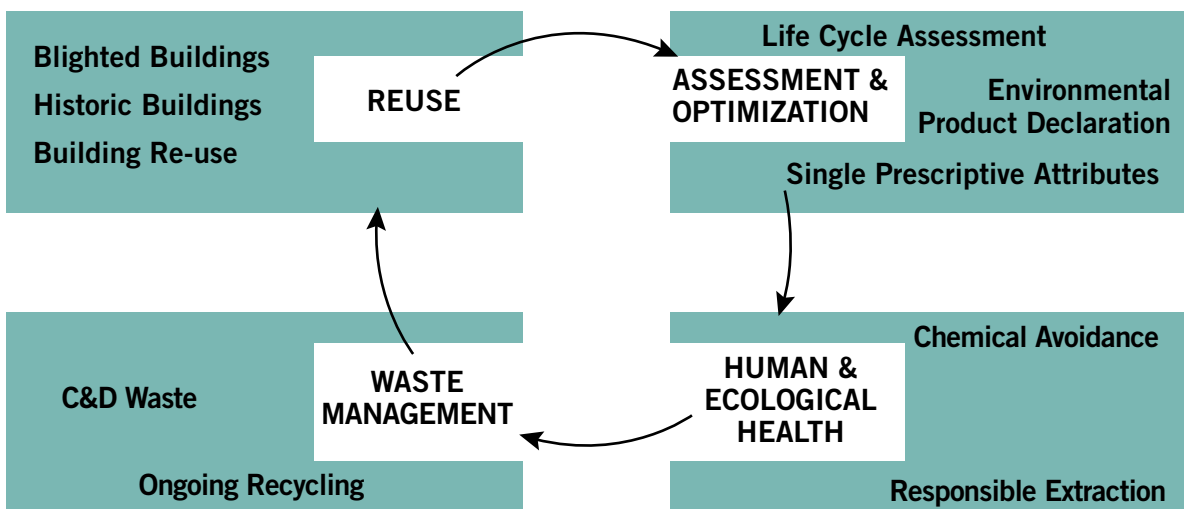 Blighted Buildings
Historic Buildings
Building Re-use
REUSE
Life Cycle Assessment
ASSESSMENT &
OPTIMIZATION
Environmental
Product Declaration
Single Prescriptive Attributes
C&D Waste
WASTE
MANAGEMENT
Ongoing Recycling
Chemical Avoidance
HUMAN &
ECOLOGICAL
HEALTH
Responsible Extraction